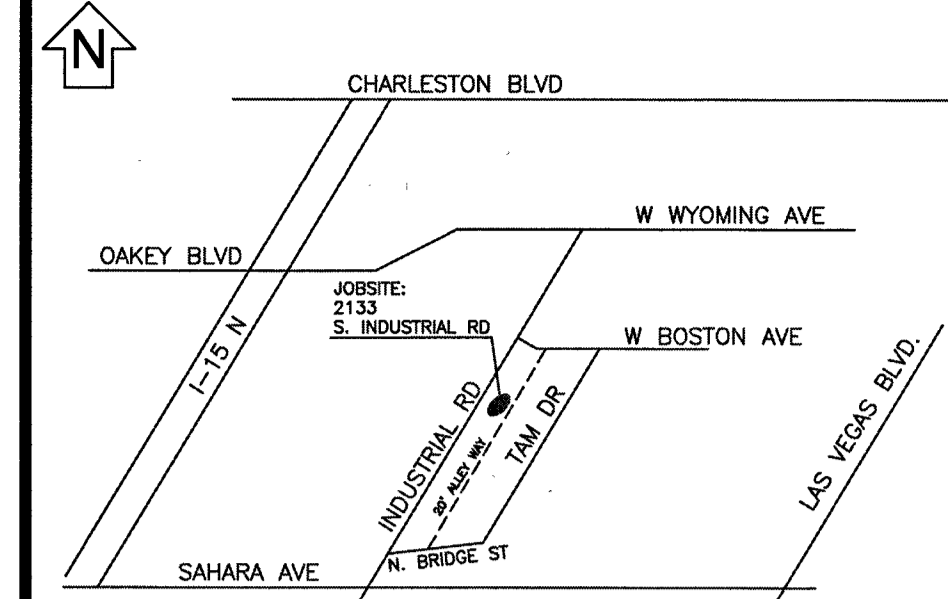 N
CHARLESTON BLVD
W WYOMING AVE
OAKEY BLVD
JOBSITE:
2133
S. INDUSTRIAL RD
I-15 N
W BOSTON AVE
INDUSTRIAL RD
20' ALLEY WAY
TAM DR
LAS VEGAS BLVD.
N. BRIDGE ST
SAHARA AVE